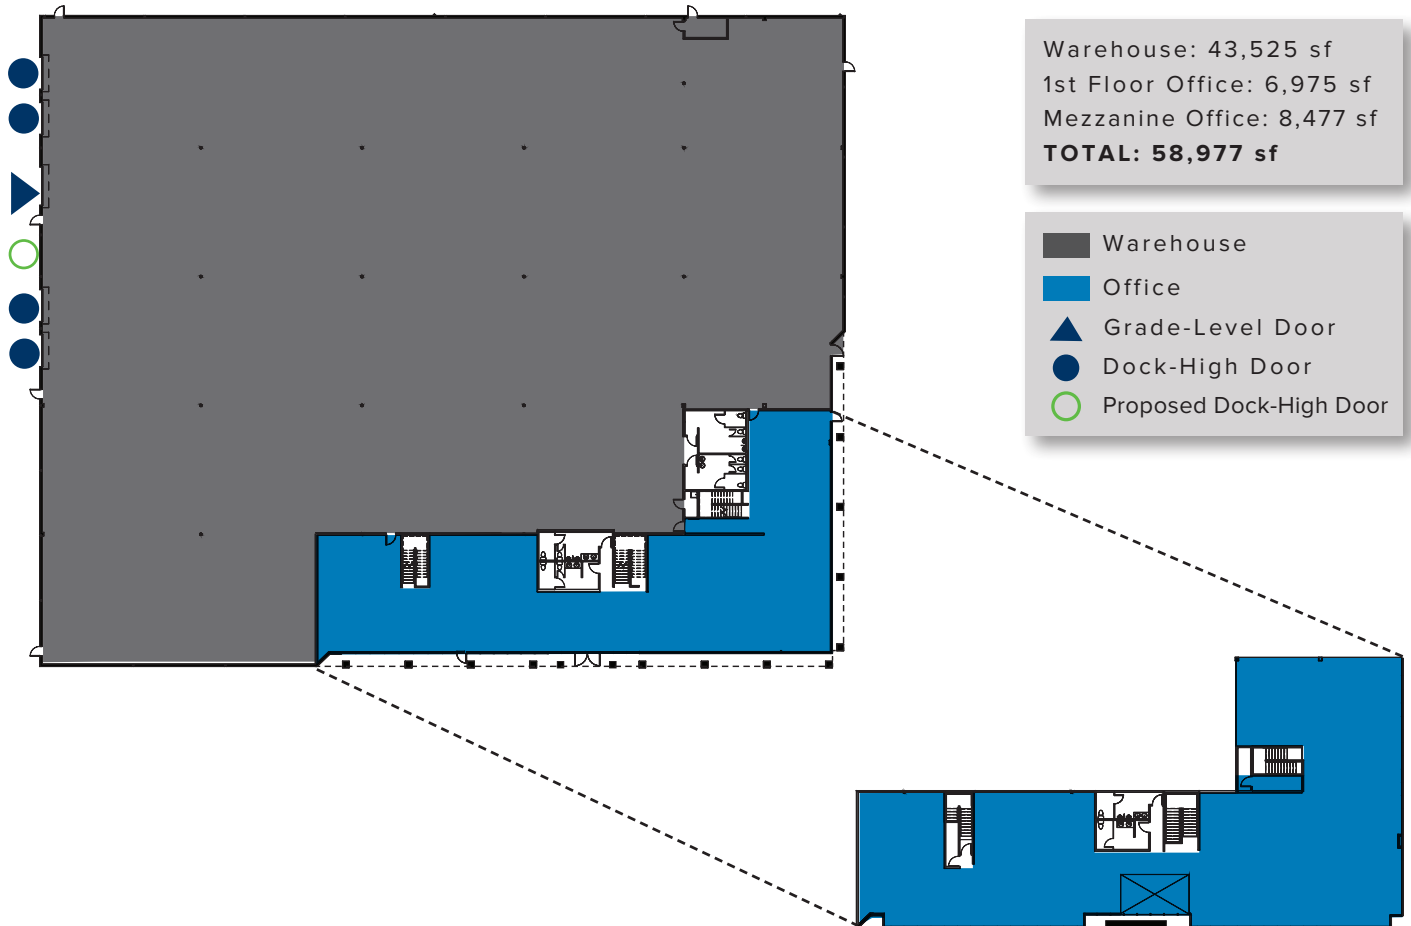 Warehouse: 43,525 sf
1st Floor Office: 6,975 sf
Mezzanine Office: 8,477 sf
TOTAL: 58,977 sf
Warehouse
Office
Grade-Level Door
Dock-High Door
Proposed Dock-High Door